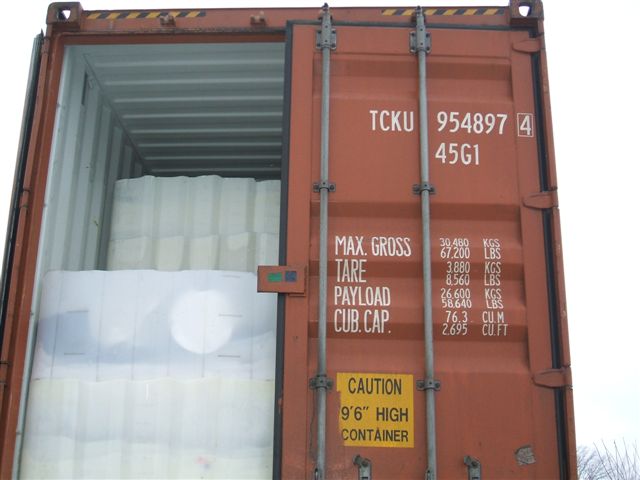 TCKU 954897 4
45G1
MAX. GROSS 30.480 KGS
67.200 LBS
TARE 3.880 KGS
8.560 LBS
PAYLOAD 26.600 KGS
58.640 LBS
CUB. CAP. 76.3 CU.M
2.695 CU.FT
CAUTION
9'6" HIGH
CONTAINER